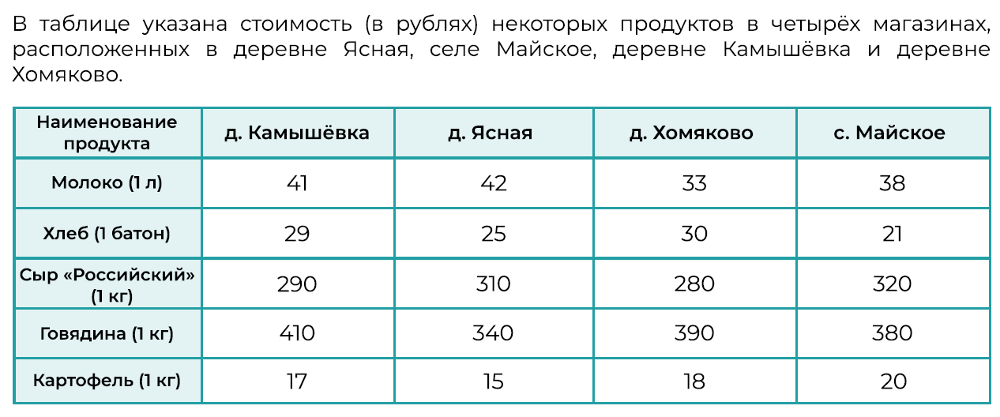 В таблице указана стоимость (в рублях) некоторых продуктов в четырёх магазинах,
расположенных в деревне Ясная, селе Майское, деревне Камышёвка и деревне
Хомяково.
Наименование
продукта
д. Камышёвка
д. Ясная
д. Хомяково
с. Майское
Молоко (1 л)
41
42
33
38
Хлеб (1 батон)
29
25
30
21
Сыр «Российский»
(1 кг)
290
310
280
320
Говядина (1 кг)
410
340
390
380
Картофель (1 кг)
17
15
18
20